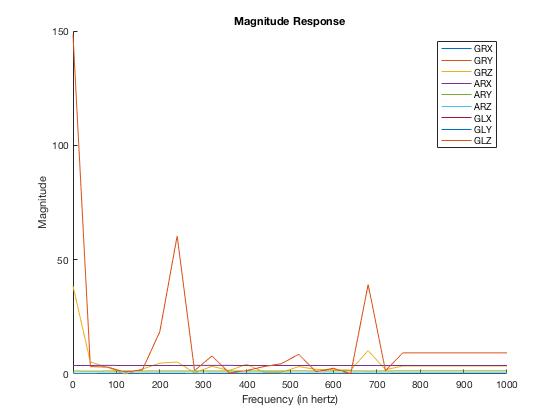 Magnitude Response
150
100
50
0
Magnitude
GRX
GRY
GRZ
ARX
ARY
ARZ
GLX
GLY
GLZ
0 100 200 300 400 500 600 700 800 900 1000
Frequency (in hertz)